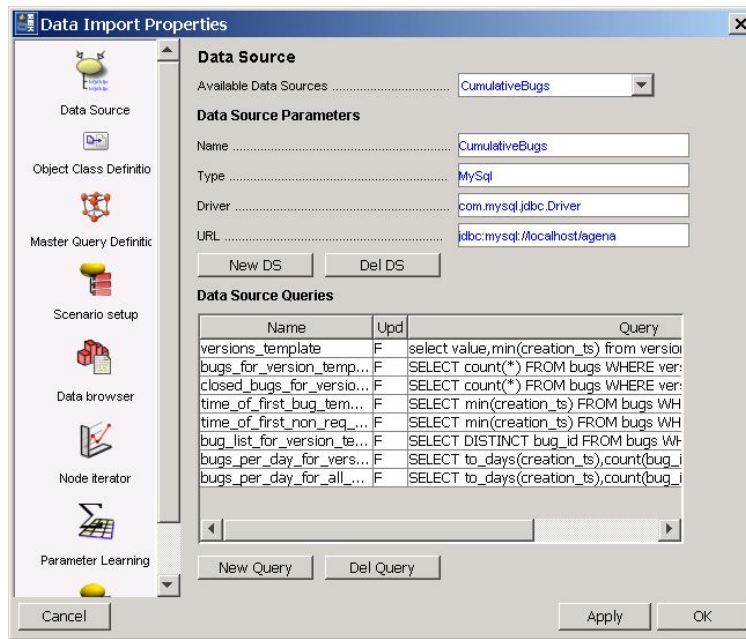 Data Import Properties
Data Source
Object Class Definitio
Master Query Definitic
Scenario setup
Data browser
Node iterator
Parameter Learning
Data Source
Available Data Sources CumulativeBugs
Data Source Parameters
Name CumulativeBugs
Type MySql
Driver com.mysql.jdbc.Driver
URL jdbc:mysql://localhost/agena
New DS Del DS
Data Source Queries
Name Upd Query
versions_template F select value,min(creation_ts) from version
bugs_for_version_temp... F SELECT count(*) FROM bugs WHERE ver
closed_bugs_for_versio... F SELECT count(*) FROM bugs WHERE ver
time_of_first_bug_tem... F SELECT min(creation_ts) FROM bugs WH
time_of_first_non_req_... F SELECT min(creation_ts) FROM bugs WH
bug_list_for_version_te... F SELECT DISTINCT bug_id FROM bugs WH
bugs_per_day_for_vers... F SELECT to_days(creation_ts),count(bug_i
bugs_per_day_for_all_... F SELECT to_days(creation_ts),count(bug_i
New Query Del Query
Cancel Apply OK